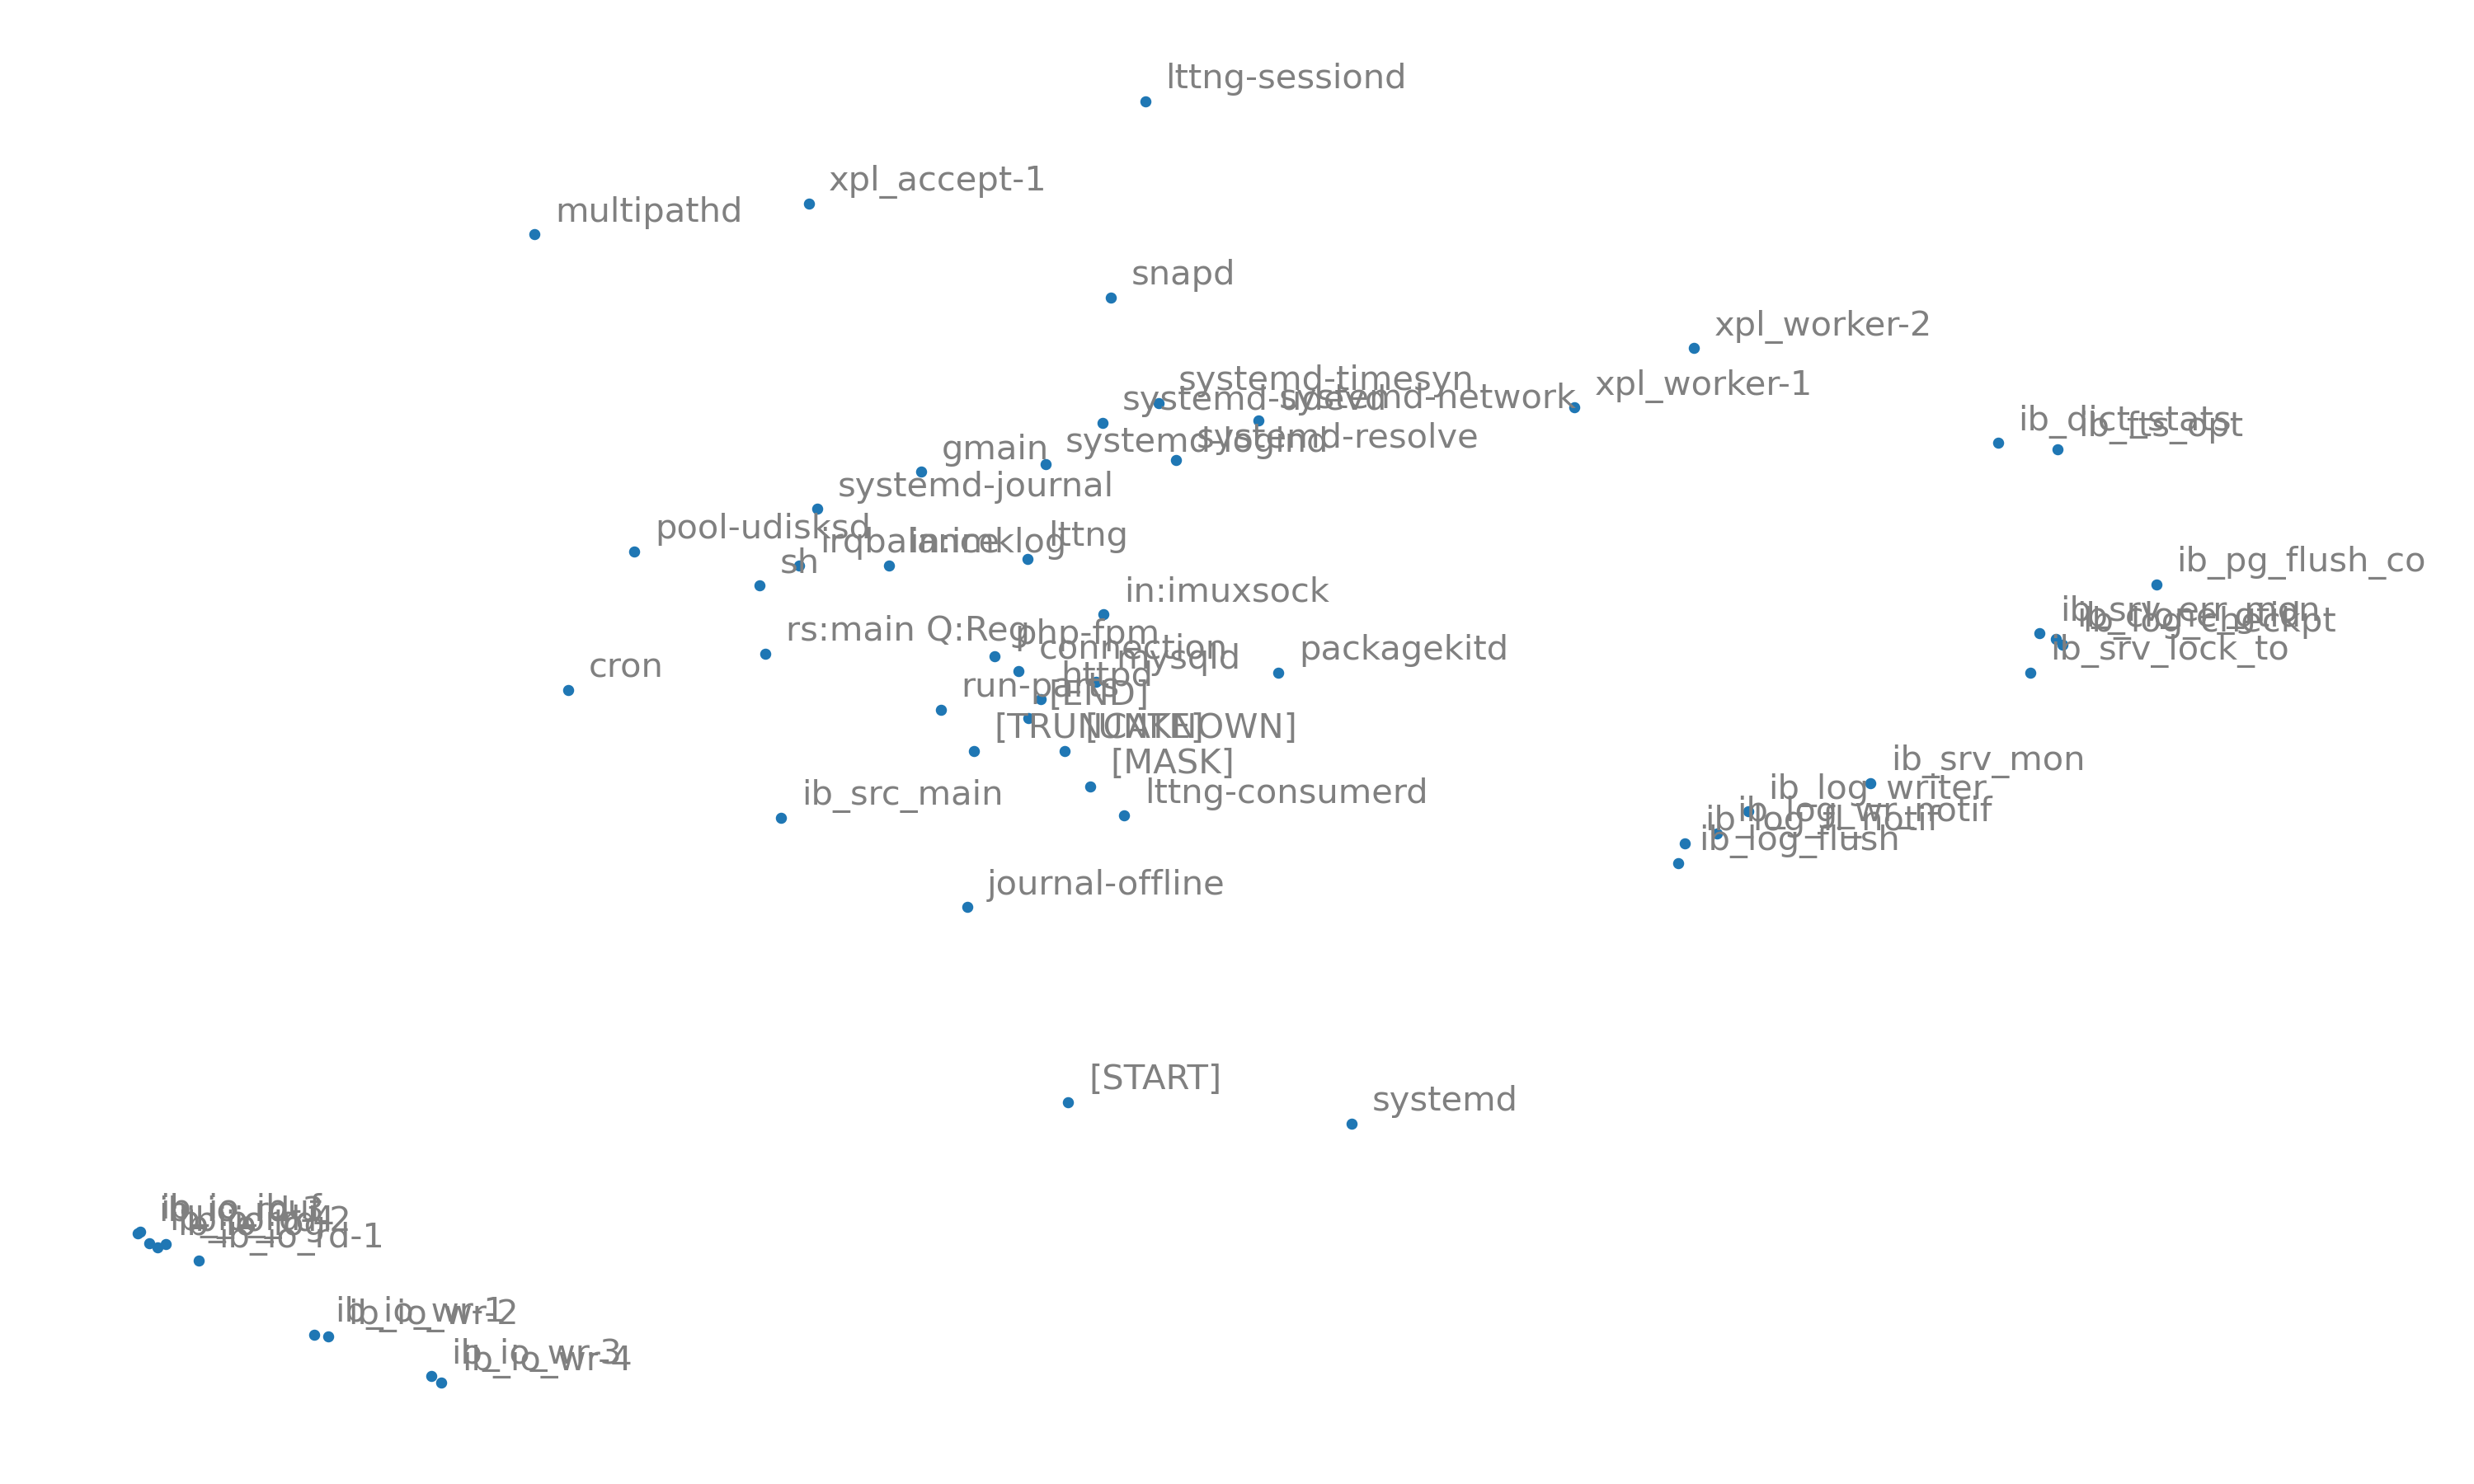 lttng-sessiond
xpl_accept-1
multipathd
snapd
xpl_worker-2
systemd-timesyn
xpl_worker-1
systemd-udevd
systemd-network
ib_dict_stats
ib_fts_opt
systemd-resolve
systemd-logind
gmain
systemd-journal
pool-udisksd
irqbalance
in:imklog
lttng
sh
ib_pg_flush_co
in:imuxsock
ib_srv_err_mon
ib_clone_gtid
ib_log_checkpt
rs:main Q:Reg
php-fpm
connection
mysqld
packagekitd
ib_srv_lock_to
cron
httpd
run-parts
[END]
[TRUNCATE]
[UNKNOWN]
[MASK]
ib_srv_mon
ib_src_main
lttng-consumerd
ib_log_writer
ib_log_wr_notif
ib_log_fl_notif
ib_log_flush
journal-offline
[START]
systemd
ib_io_ibuf
ib_io_rd-3
ib_io_rd-4
ib_io_rd-2
ib_io_log
ib_io_rd-1
ib_io_wr-1
ib_io_wr-2
ib_io_wr-3
ib_io_wr-4